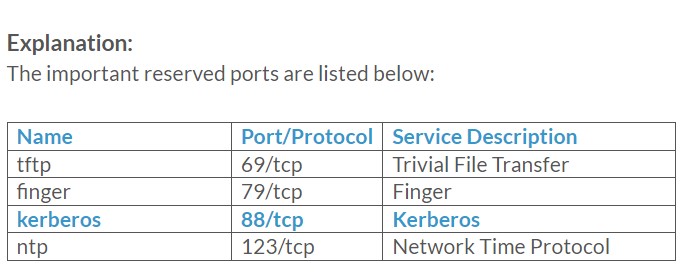 Explanation:
The important reserved ports are listed below:
Name Port/Protocol Service Description
tftp 69/tcp Trivial File Transfer
finger 79/tcp Finger
kerberos 88/tcp Kerberos
ntp 123/tcp Network Time Protocol